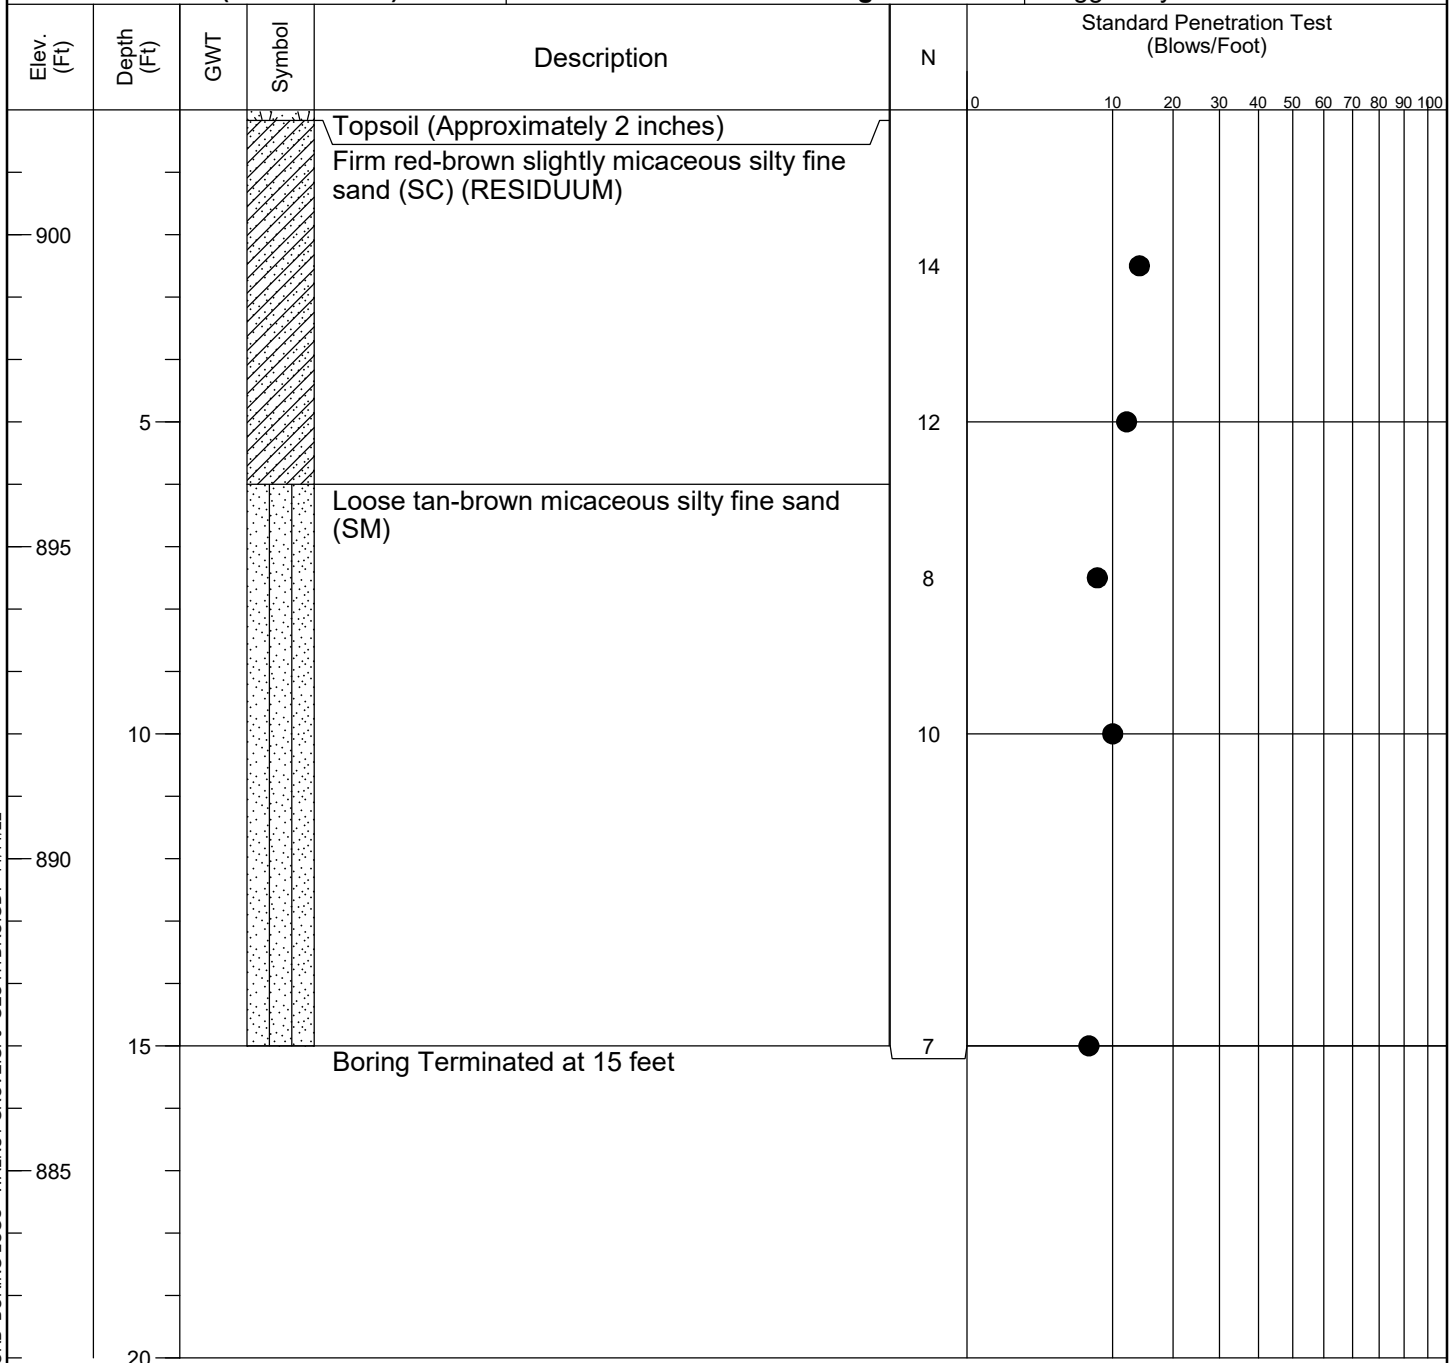 Elev.
(Ft)
Depth
(Ft)
GWT
Symbol
Description
N
Standard Penetration Test
(Blows/Foot)
0 10 20 30 40 50 60 70 80 90 100
Topsoil (Approximately 2 inches)
Firm red-brown slightly micaceous silty fine
sand (SC) (RESIDUUM)
900
14
5
12
Loose tan-brown micaceous silty fine sand
(SM)
895
8
10
10
890
15
7
Boring Terminated at 15 feet
885
20